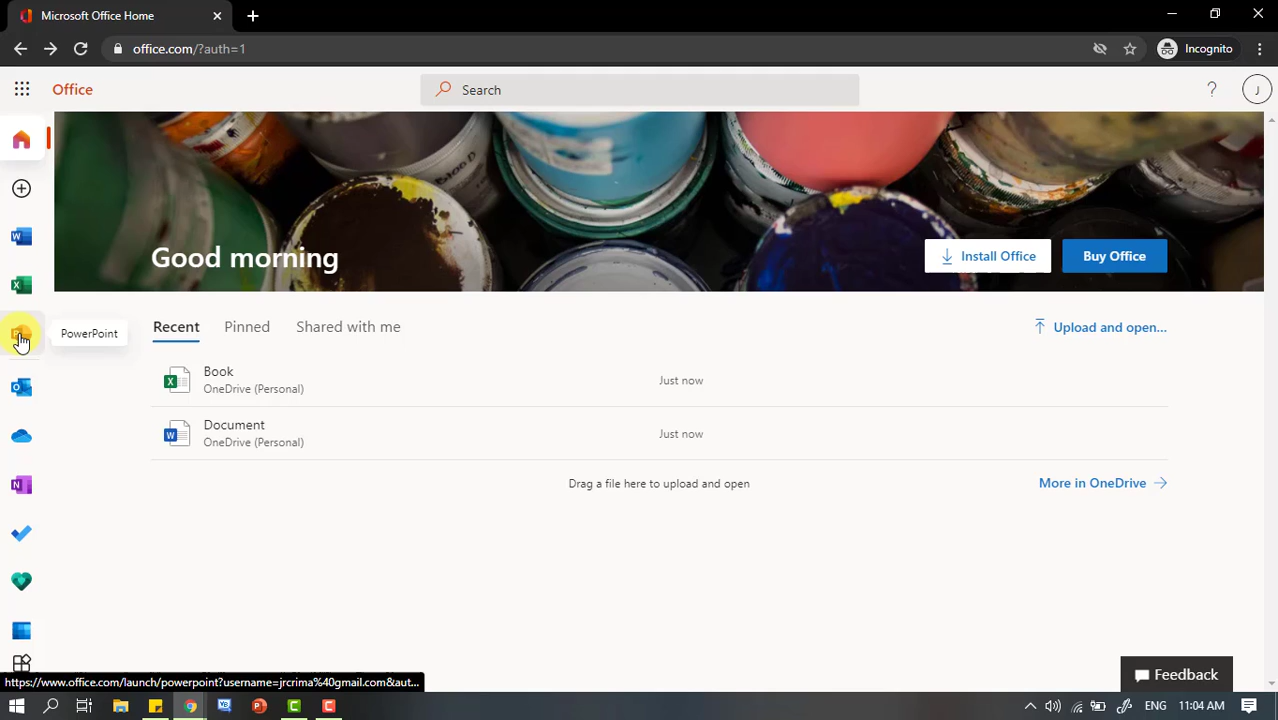 Microsoft Office Home
office.com/?auth=1
Incognito
Office
Search
J
Good morning
Install Office
Buy Office
PowerPoint
Recent
Pinned
Shared with me
Upload and open...
Book
OneDrive (Personal)
Just now
Document
OneDrive (Personal)
Just now
Drag a file here to upload and open
More in OneDrive
Feedback
https://www.office.com/launch/powerpoint?username=jrcrima%40gmail.com&aut...
ENG
11:04 AM